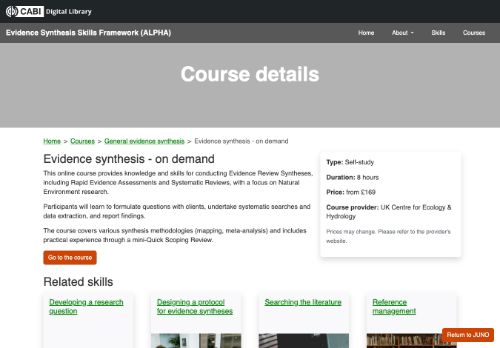 CABI Digital Library
Evidence Synthesis Skills Framework (ALPHA)
Home About Skills Courses
Course details
Home > Courses > General evidence synthesis > Evidence synthesis - on demand
Evidence synthesis - on demand
This online course provides knowledge and skills for conducting Evidence Review Syntheses,
including Rapid Evidence Assessments and Systematic Reviews, with a focus on Natural
Environment research.
Participants will learn to formulate questions with clients, undertake systematic searches and
data extraction, and report findings.
The course covers various synthesis methodologies (mapping, meta-analysis) and includes
practical experience through a mini-Quick Scoping Review.
Go to the course
Type: Self-study
Duration: 8 hours
Price: from £169
Course provider: UK Centre for Ecology &
Hydrology
Prices may change. Please refer to the provider's
website.
Related skills
Developing a research
question
Designing a protocol
for evidence syntheses
Searching the literature
Reference
management
Return to JUNO